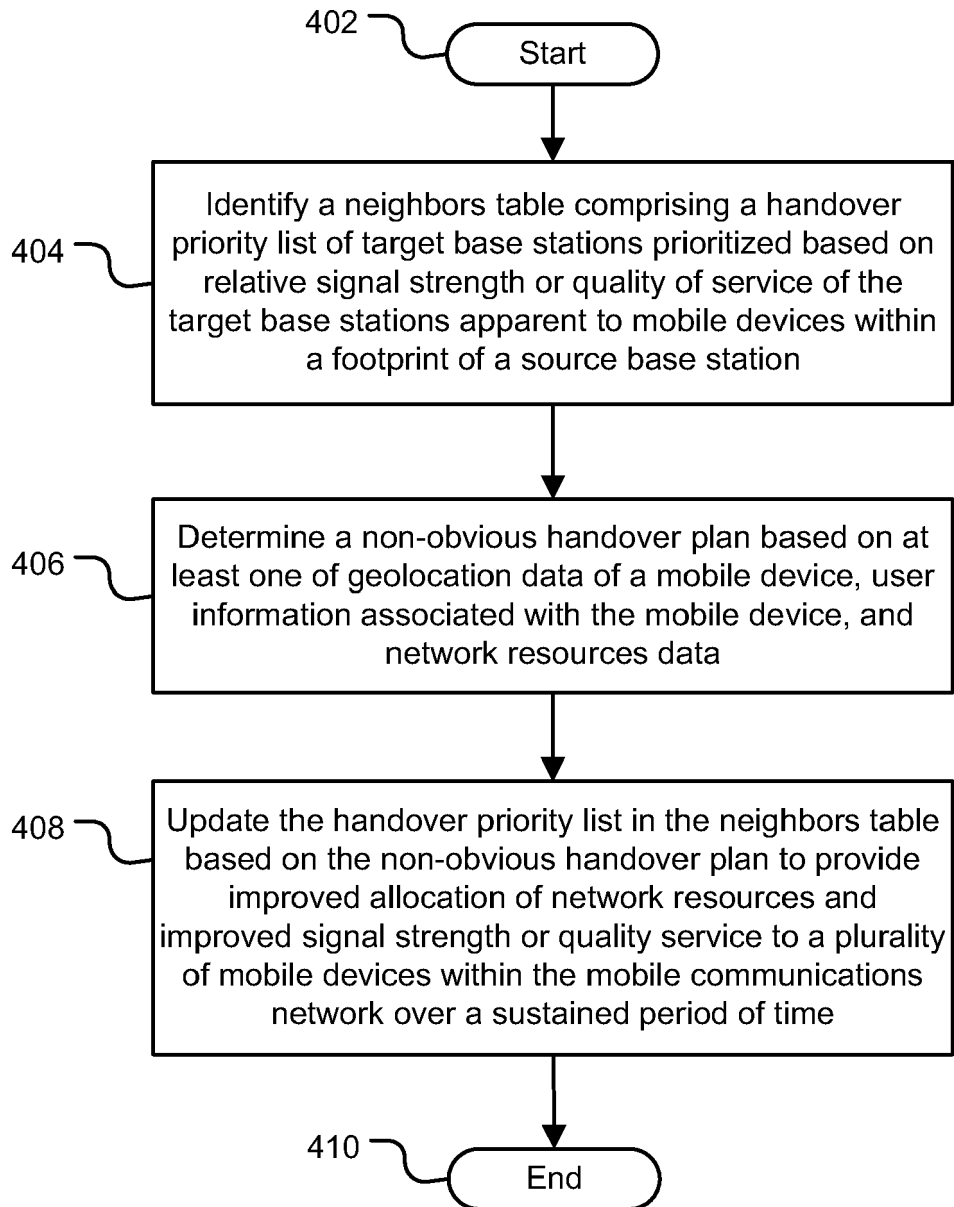 402
Start
404
Identify a neighbors table comprising a handover
priority list of target base stations prioritized based on
relative signal strength or quality of service of the
target base stations apparent to mobile devices within
a footprint of a source base station
406
Determine a non-obvious handover plan based on at
least one of geolocation data of a mobile device, user
information associated with the mobile device, and
network resources data
408
Update the handover priority list in the neighbors table
based on the non-obvious handover plan to provide
improved allocation of network resources and
improved signal strength or quality service to a plurality
of mobile devices within the mobile communications
network over a sustained period of time
410
End